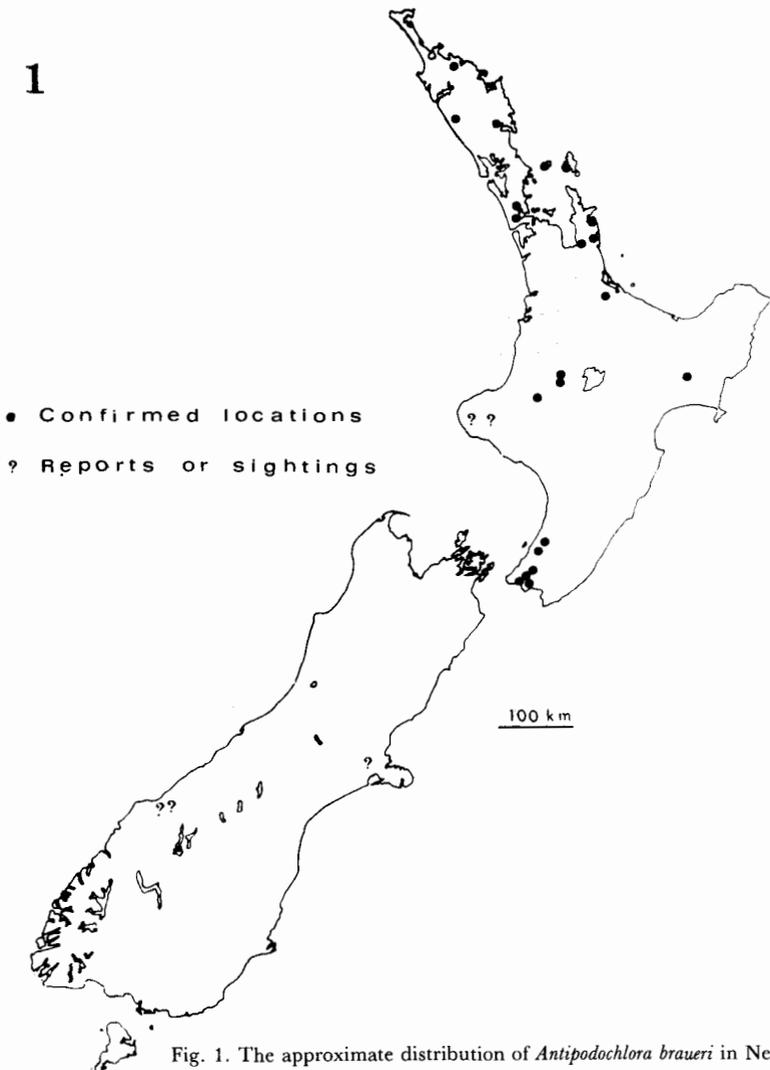 1
• Confirmed locations
? ?
? Reports or sightings
100 km
?
??
Fig. 1. The approximate distribution of Antipodochlora braueri in Ne